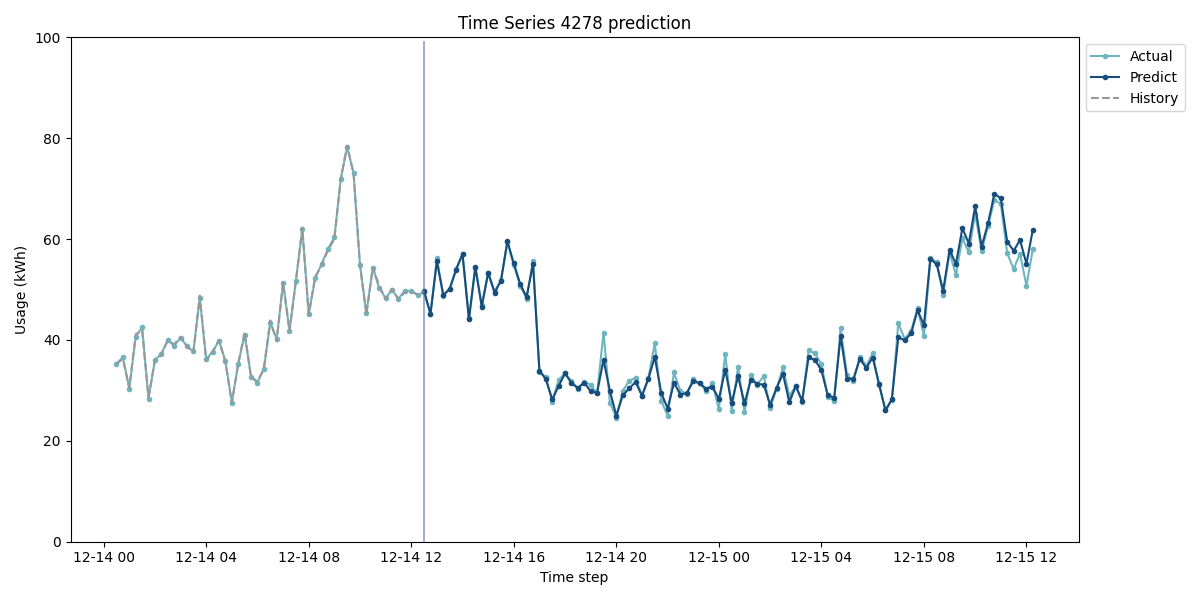 Time Series 4278 prediction
Actual
Predict
History
Usage (kWh)
100
80
60
40
20
0
12-14 00
12-14 04
12-14 08
12-14 12
12-14 16
12-14 20
12-15 00
12-15 04
12-15 08
12-15 12
Time step